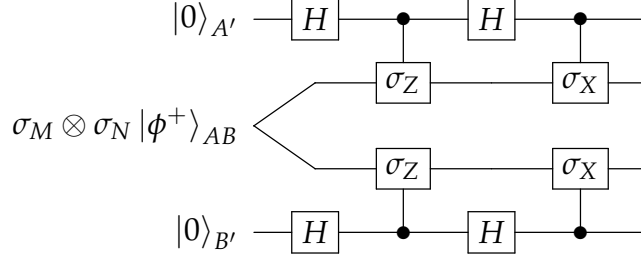 |0⟩_{A′} H H
σ_Z σ_X
σ_M ⊗ σ_N |ϕ⁺⟩_{AB}
σ_Z σ_X
|0⟩_{B′} H H